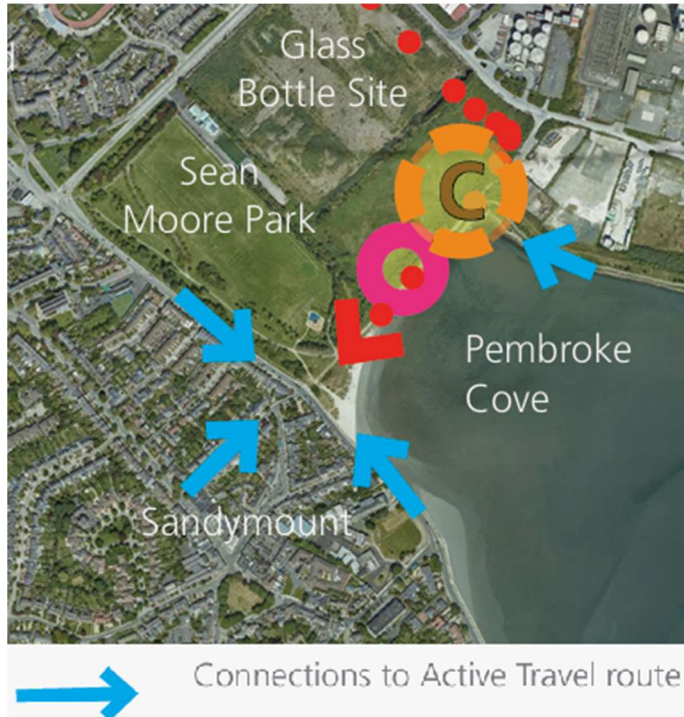 Glass
Bottle Site
Sean
Moore Park
C
Pembroke
Cove
Sandymount
Connections to Active Travel route